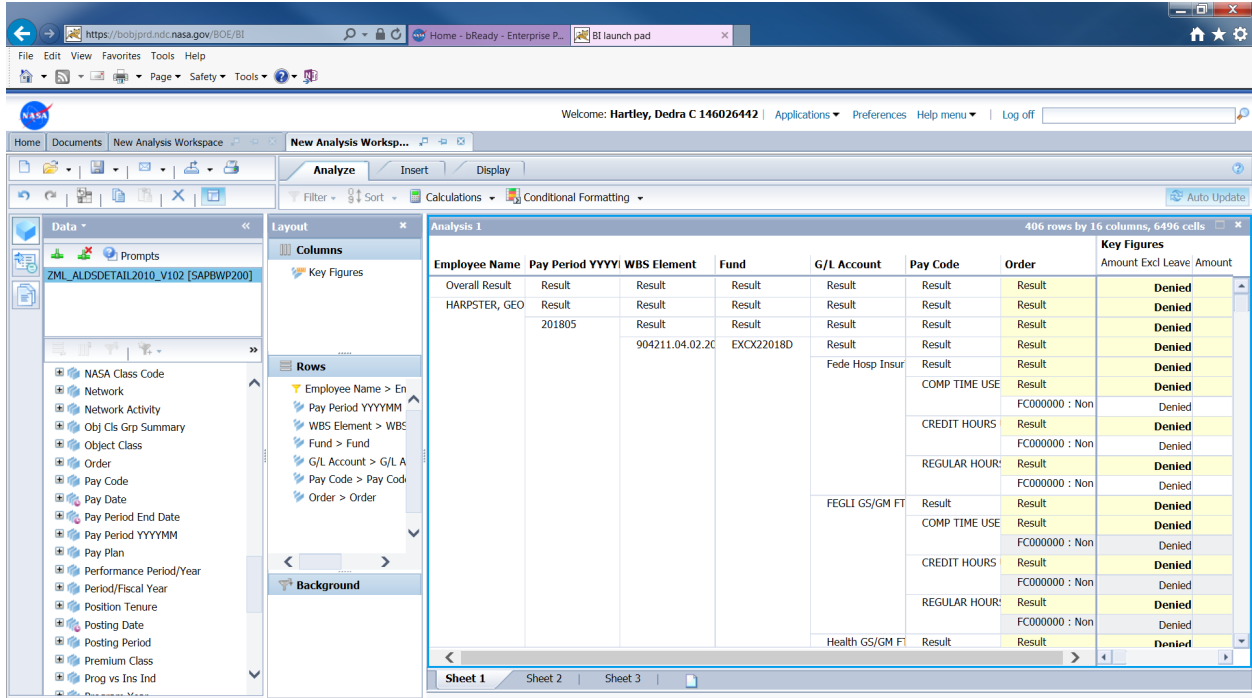 https://bobjprd.ndc.nasa.gov/BOE/BI
Home - bReady - Enterprise P...
BI launch pad
File Edit View Favorites Tools Help
Page Safety Tools
NASA
Welcome: Hartley, Dedra C 146026442 | Applications Preferences Help menu | Log off
Home Documents New Analysis Workspace New Analysis Worksp...
Analyze Insert Display
Filter Sort Calculations Conditional Formatting Auto Update
Data «
Prompts
ZML_ALDSDETAIL2010_V102 [SAPBWP200]
»
NASA Class Code
Network
Network Activity
Obj Cls Grp Summary
Object Class
Order
Pay Code
Pay Date
Pay Period End Date
Pay Period YYYYMM
Pay Plan
Performance Period/Year
Period/Fiscal Year
Position Tenure
Posting Date
Posting Period
Premium Class
Prog vs Ins Ind
Program Year
Layout
Columns
Key Figures
Rows
Employee Name > En
Pay Period YYYYMM
WBS Element > WBS
Fund > Fund
G/L Account > G/L A
Pay Code > Pay Code
Order > Order
Background
Analysis 1 406 rows by 16 columns, 6496 cells
Key Figures
Employee Name Pay Period YYYY WBS Element Fund G/L Account Pay Code Order Amount Excl Leave Amount
Overall Result Result Result Result Result Result Result Denied
HARPSTER, GEO Result Result Result Result Result Result Denied
201805 Result Result Result Result Result Denied
904211.04.02.20 EXCX22018D Result Result Result Denied
Fede Hosp Insur Result Result Denied
COMP TIME USE Result Denied
FC000000 : Non Denied
CREDIT HOURS Result Denied
FC000000 : Non Denied
REGULAR HOURS Result Denied
FC000000 : Non Denied
FEGLI GS/GM FT Result Result Denied
COMP TIME USE Result Denied
FC000000 : Non Denied
CREDIT HOURS Result Denied
FC000000 : Non Denied
REGULAR HOURS Result Denied
FC000000 : Non Denied
Health GS/GM FT Result Result Denied
Sheet 1 Sheet 2 | Sheet 3 |